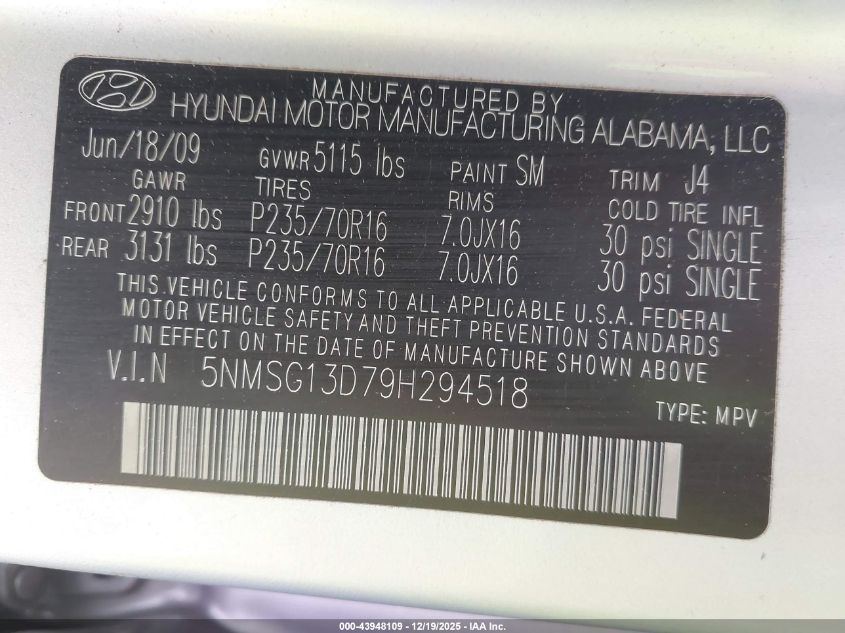 MANUFACTURED BY
HYUNDAI MOTOR MANUFACTURING ALABAMA, LLC
Jun/18/09 GVWR 5115 lbs PAINT SM TRIM J4
GAWR TIRES RIMS COLD TIRE INFL
FRONT 2910 lbs P235/70R16 7.0JX16 30 psi SINGLE
REAR 3131 lbs P235/70R16 7.0JX16 30 psi SINGLE
THIS VEHICLE CONFORMS TO ALL APPLICABLE U.S.A. FEDERAL
MOTOR VEHICLE SAFETY AND THEFT PREVENTION STANDARDS
IN EFFECT ON THE DATE OF MANUFACTURE SHOWN ABOVE
V.I.N 5NMSG13D79H294518
TYPE: MPV
000-43948109 - 12/19/2025 - IAA Inc.